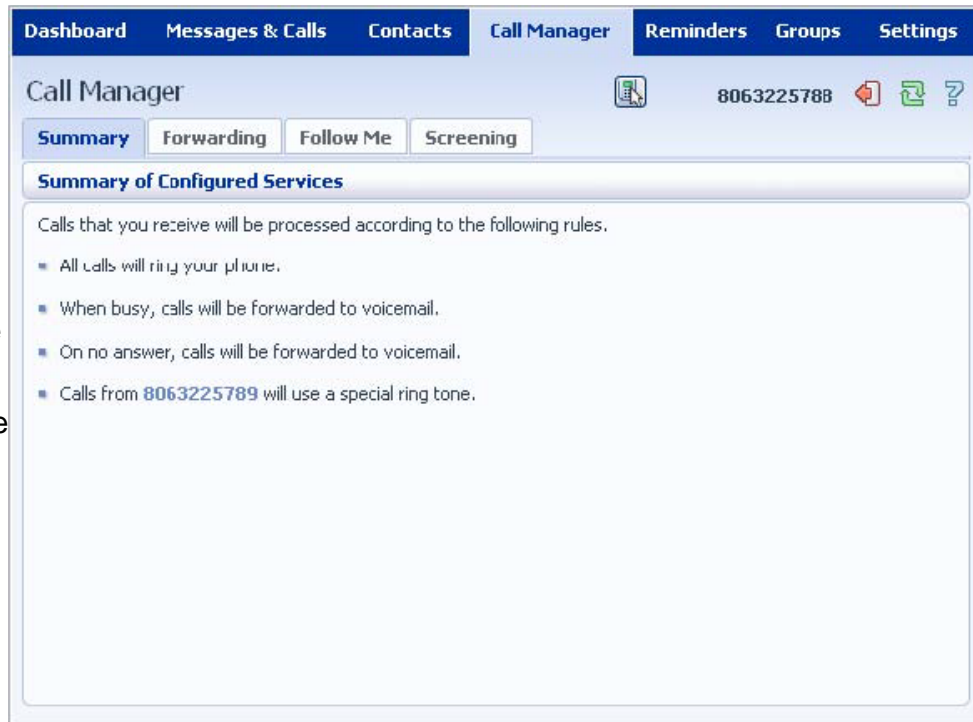 Dashboard Messages & Calls Contacts Call Manager Reminders Groups Settings
Call Manager 8063225788
Summary Forwarding Follow Me Screening
Summary of Configured Services
Calls that you receive will be processed according to the following rules.
All calls will ring your phone.
When busy, calls will be forwarded to voicemail.
On no answer, calls will be forwarded to voicemail.
Calls from 8063225789 will use a special ring tone.
e